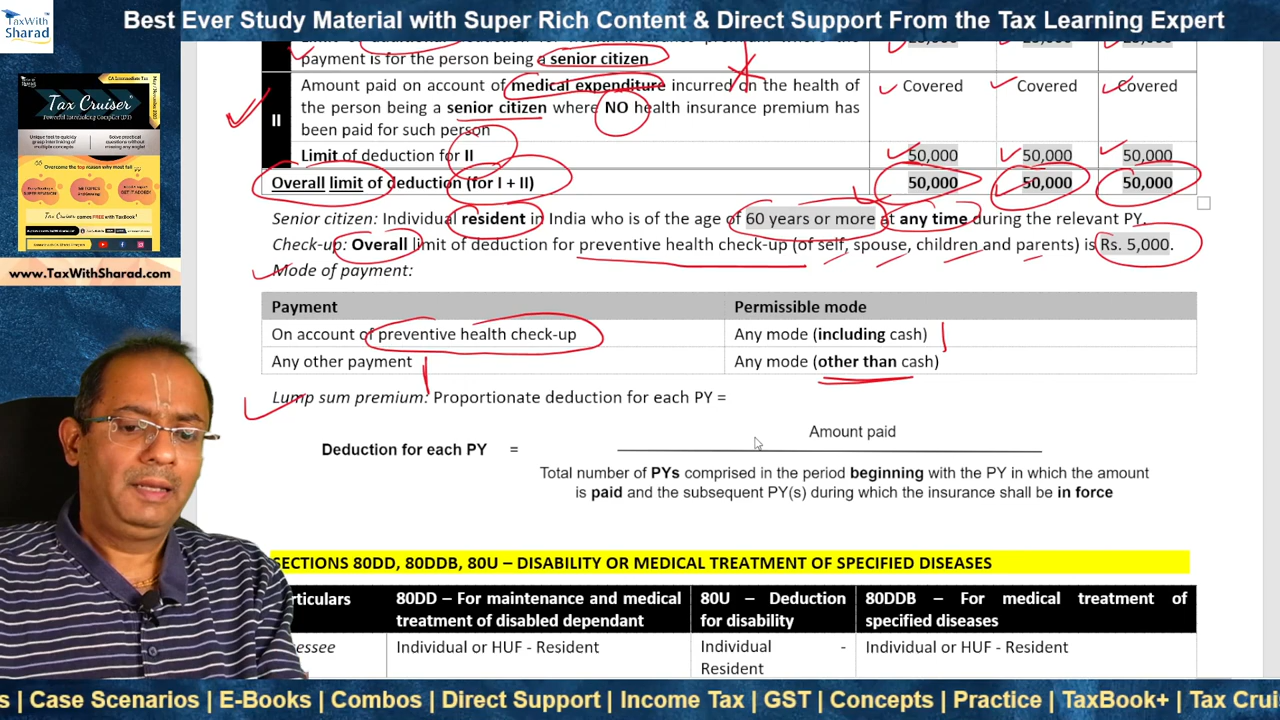 TaxWith
Sharad
Best Ever Study Material with Super Rich Content & Direct Support From the Tax Learning Expert
payment is for the person being a senior citizen
II
Amount paid on account of medical expenditure incurred on the health of
the person being a senior citizen where NO health insurance premium has
been paid for such person
Covered Covered Covered
Limit of deduction for II 50,000 50,000 50,000
Overall limit of deduction (for I + II) 50,000 50,000 50,000
Senior citizen: Individual resident in India who is of the age of 60 years or more at any time during the relevant PY.
Check-up: Overall limit of deduction for preventive health check-up (of self, spouse, children and parents) is Rs. 5,000.
Mode of payment:
Payment Permissible mode
On account of preventive health check-up Any mode (including cash)
Any other payment Any mode (other than cash)
Lump sum premium: Proportionate deduction for each PY =
Deduction for each PY =
Amount paid
Total number of PYs comprised in the period beginning with the PY in which the amount
is paid and the subsequent PY(s) during which the insurance shall be in force
SECTIONS 80DD, 80DDB, 80U – DISABILITY OR MEDICAL TREATMENT OF SPECIFIED DISEASES
rticulars
80DD – For maintenance and medical
treatment of disabled dependant
80U – Deduction
for disability
80DDB – For medical treatment of
specified diseases
essee
Individual or HUF - Resident
Individual -
Resident
Individual or HUF - Resident
Tax Cruiser
www.TaxWithSharad.com
s | Case Scenarios | E-Books | Combos | Direct Support | Income Tax | GST | Concepts | Practice | TaxBook+ | Tax Crui